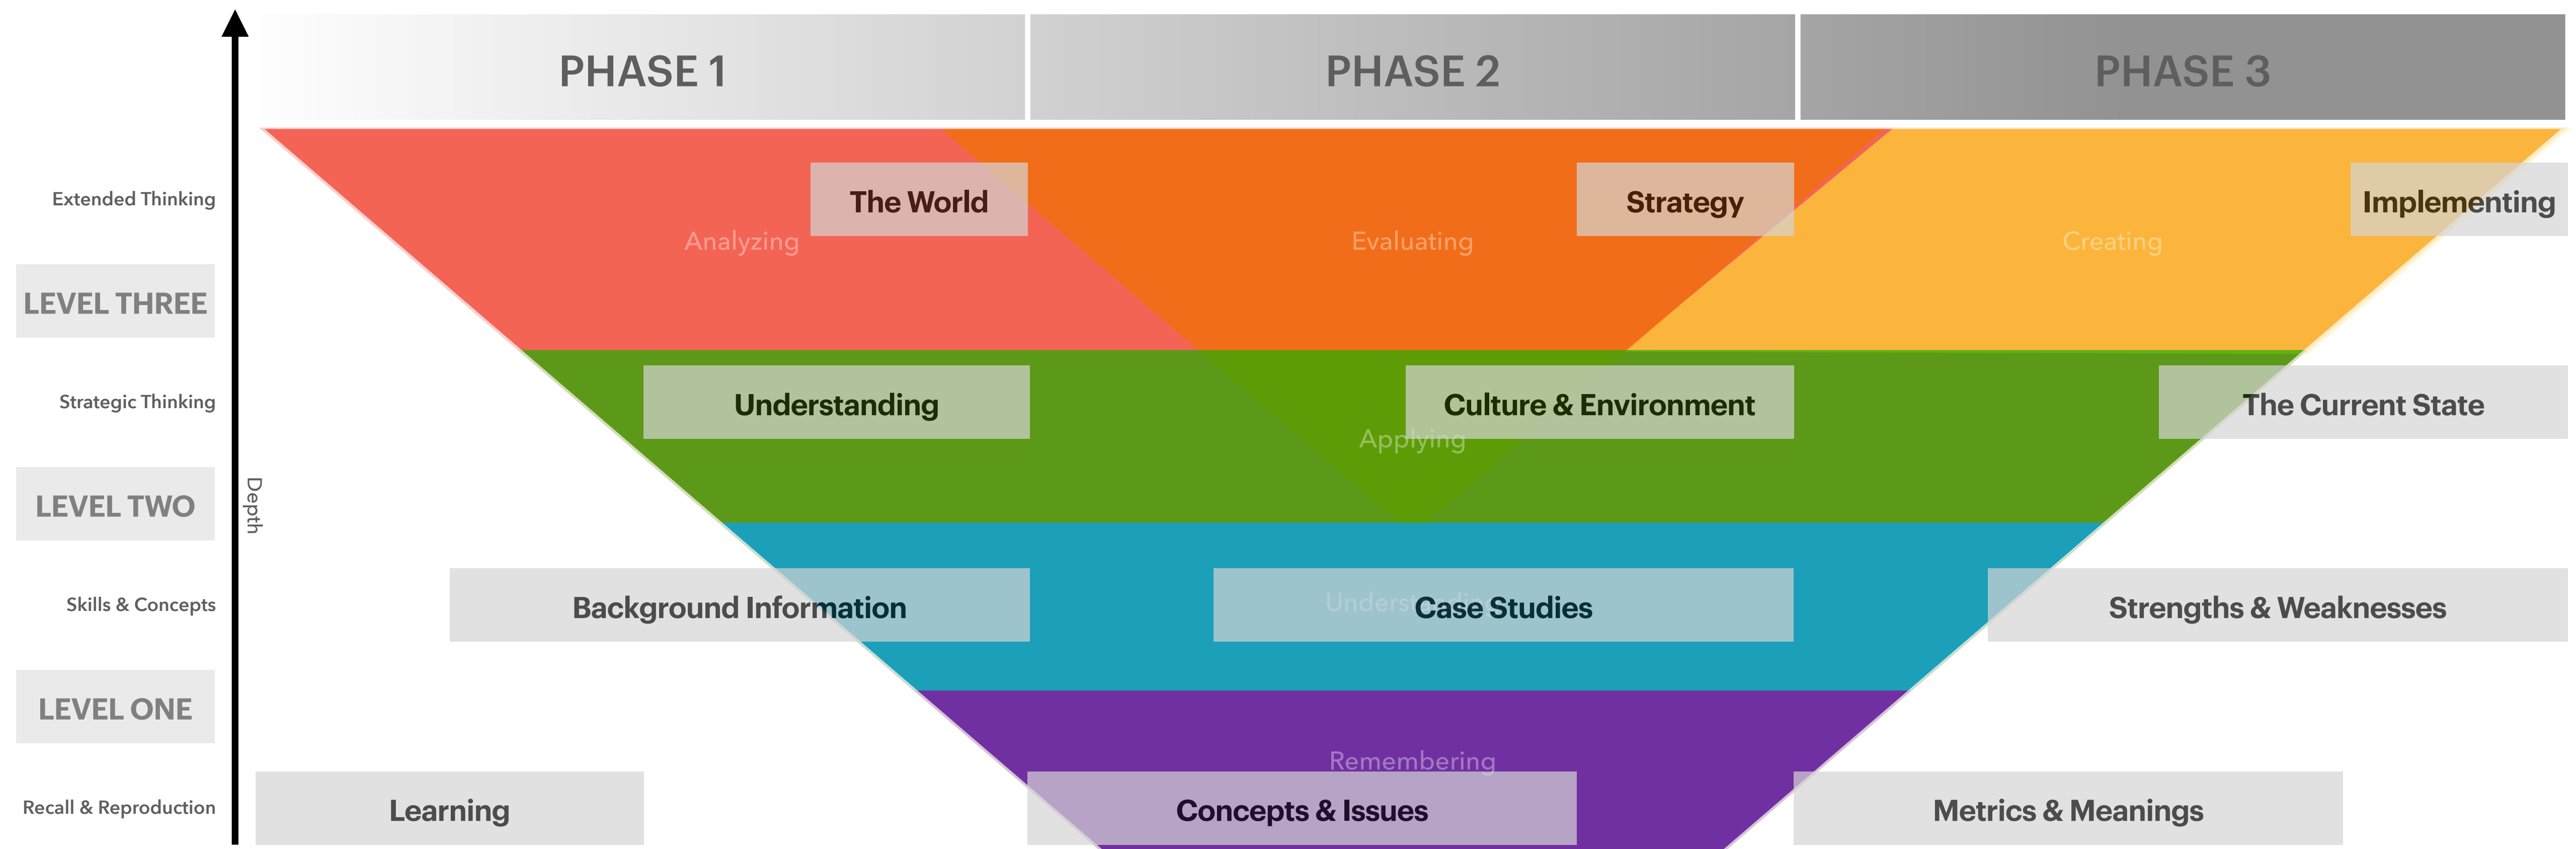 PHASE 1
PHASE 2
PHASE 3
Extended Thinking
The World
Strategy
Implementing
Analyzing
Evaluating
Creating
LEVEL THREE
Strategic Thinking
Understanding
Culture & Environment
The Current State
Applying
LEVEL TWO
Depth
Skills & Concepts
Background Information
Understanding
Case Studies
Strengths & Weaknesses
LEVEL ONE
Remembering
Recall & Reproduction
Learning
Concepts & Issues
Metrics & Meanings